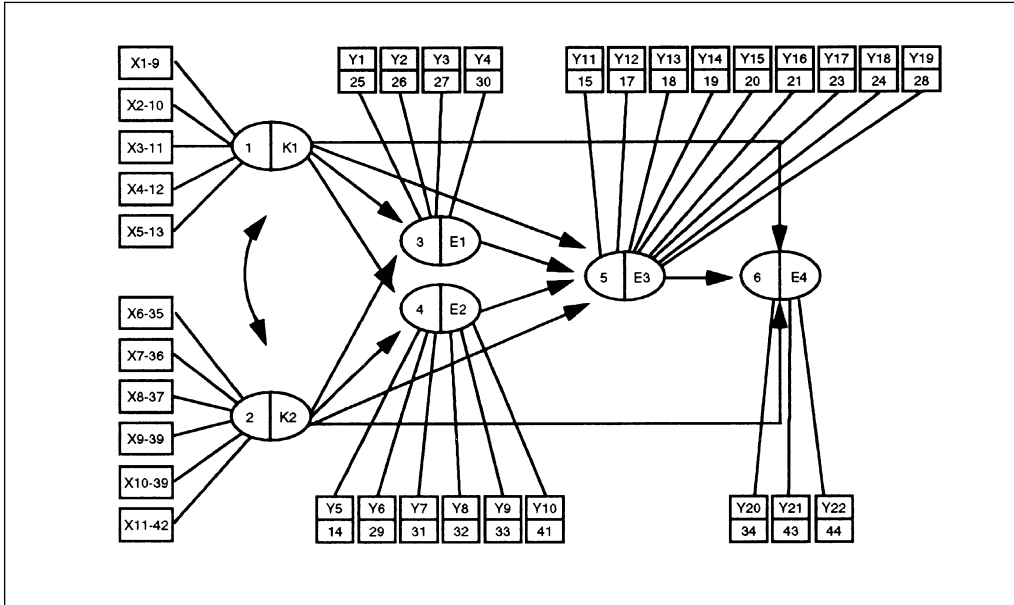 X1-9
X2-10
X3-11
X4-12
X5-13
Y1 Y2 Y3 Y4
25 26 27 30
Y11 Y12 Y13 Y14 Y15 Y16 Y17 Y18 Y19
15 17 18 19 20 21 23 24 28
1 K1
3 E1
4 E2
5 E3
6 E4
X6-35
X7-36
X8-37
X9-39
X10-39
X11-42
2 K2
Y5 Y6 Y7 Y8 Y9 Y10
14 29 31 32 33 41
Y20 Y21 Y22
34 43 44